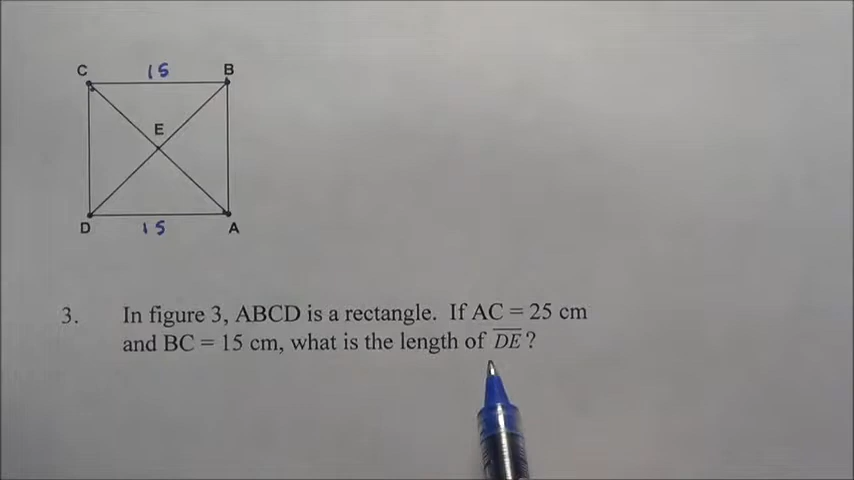 C 15 B
E
D 15 A
3. In figure 3, ABCD is a rectangle. If AC = 25 cm
and BC = 15 cm, what is the length of DE?